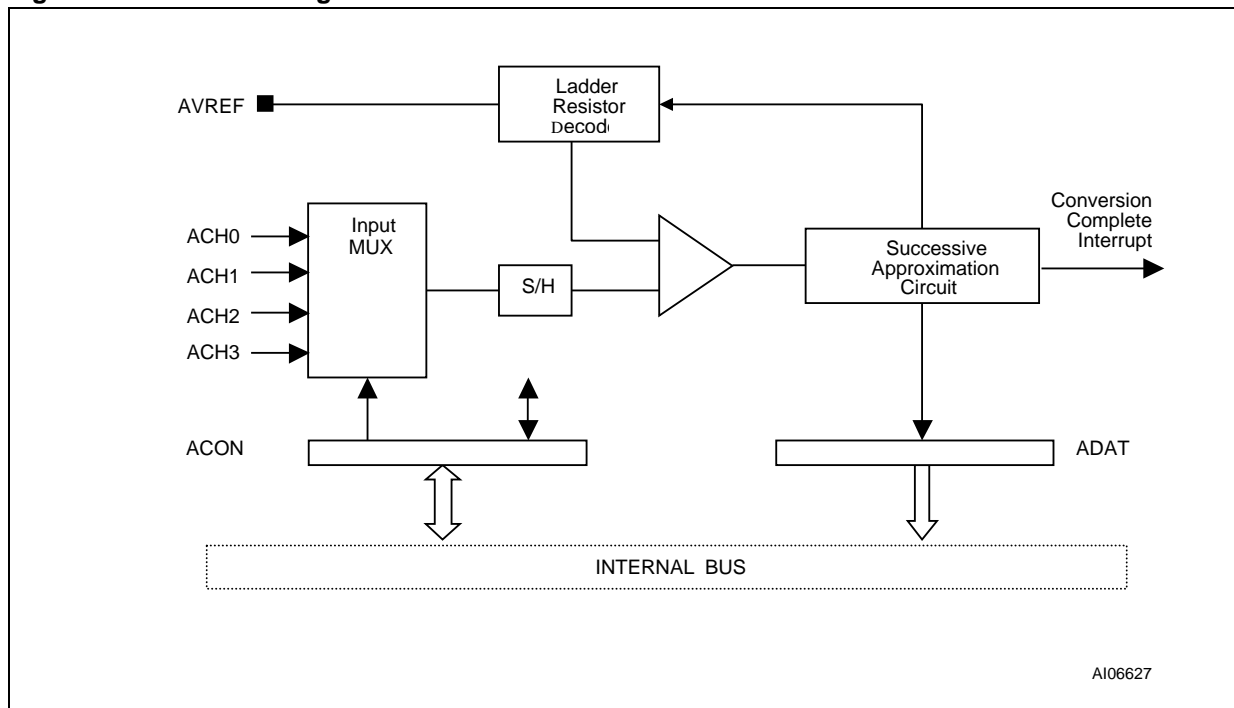 AVREF
Ladder
Resistor
Decode
ACH0
ACH1
ACH2
ACH3
Input
MUX
S/H
Successive
Approximation
Circuit
Conversion
Complete
Interrupt
ACON
ADAT
INTERNAL BUS
AI06627